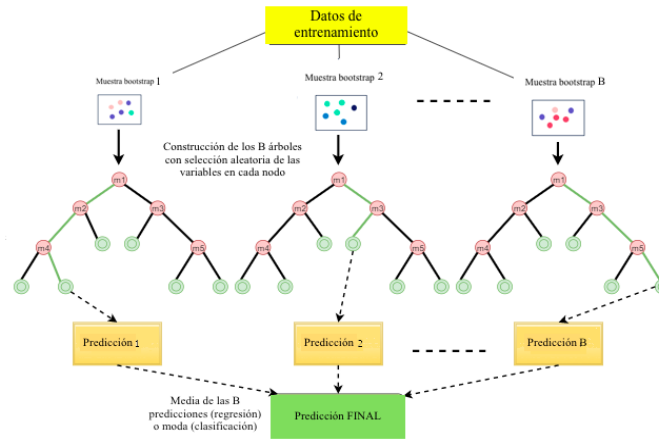 Datos de
entrenamiento
Muestra bootstrap 1
Muestra bootstrap 2
Muestra bootstrap B
Construcción de los B árboles
con selección aleatoria de las
variables en cada nodo
m1
m1
m1
m2
m3
m2
m3
m2
m3
m4
m5
m4
m5
m4
m5
Predicción 1
Predicción 2
Predicción B
Media de las B
predicciones (regresión)
o moda (clasificación)
Predicción FINAL